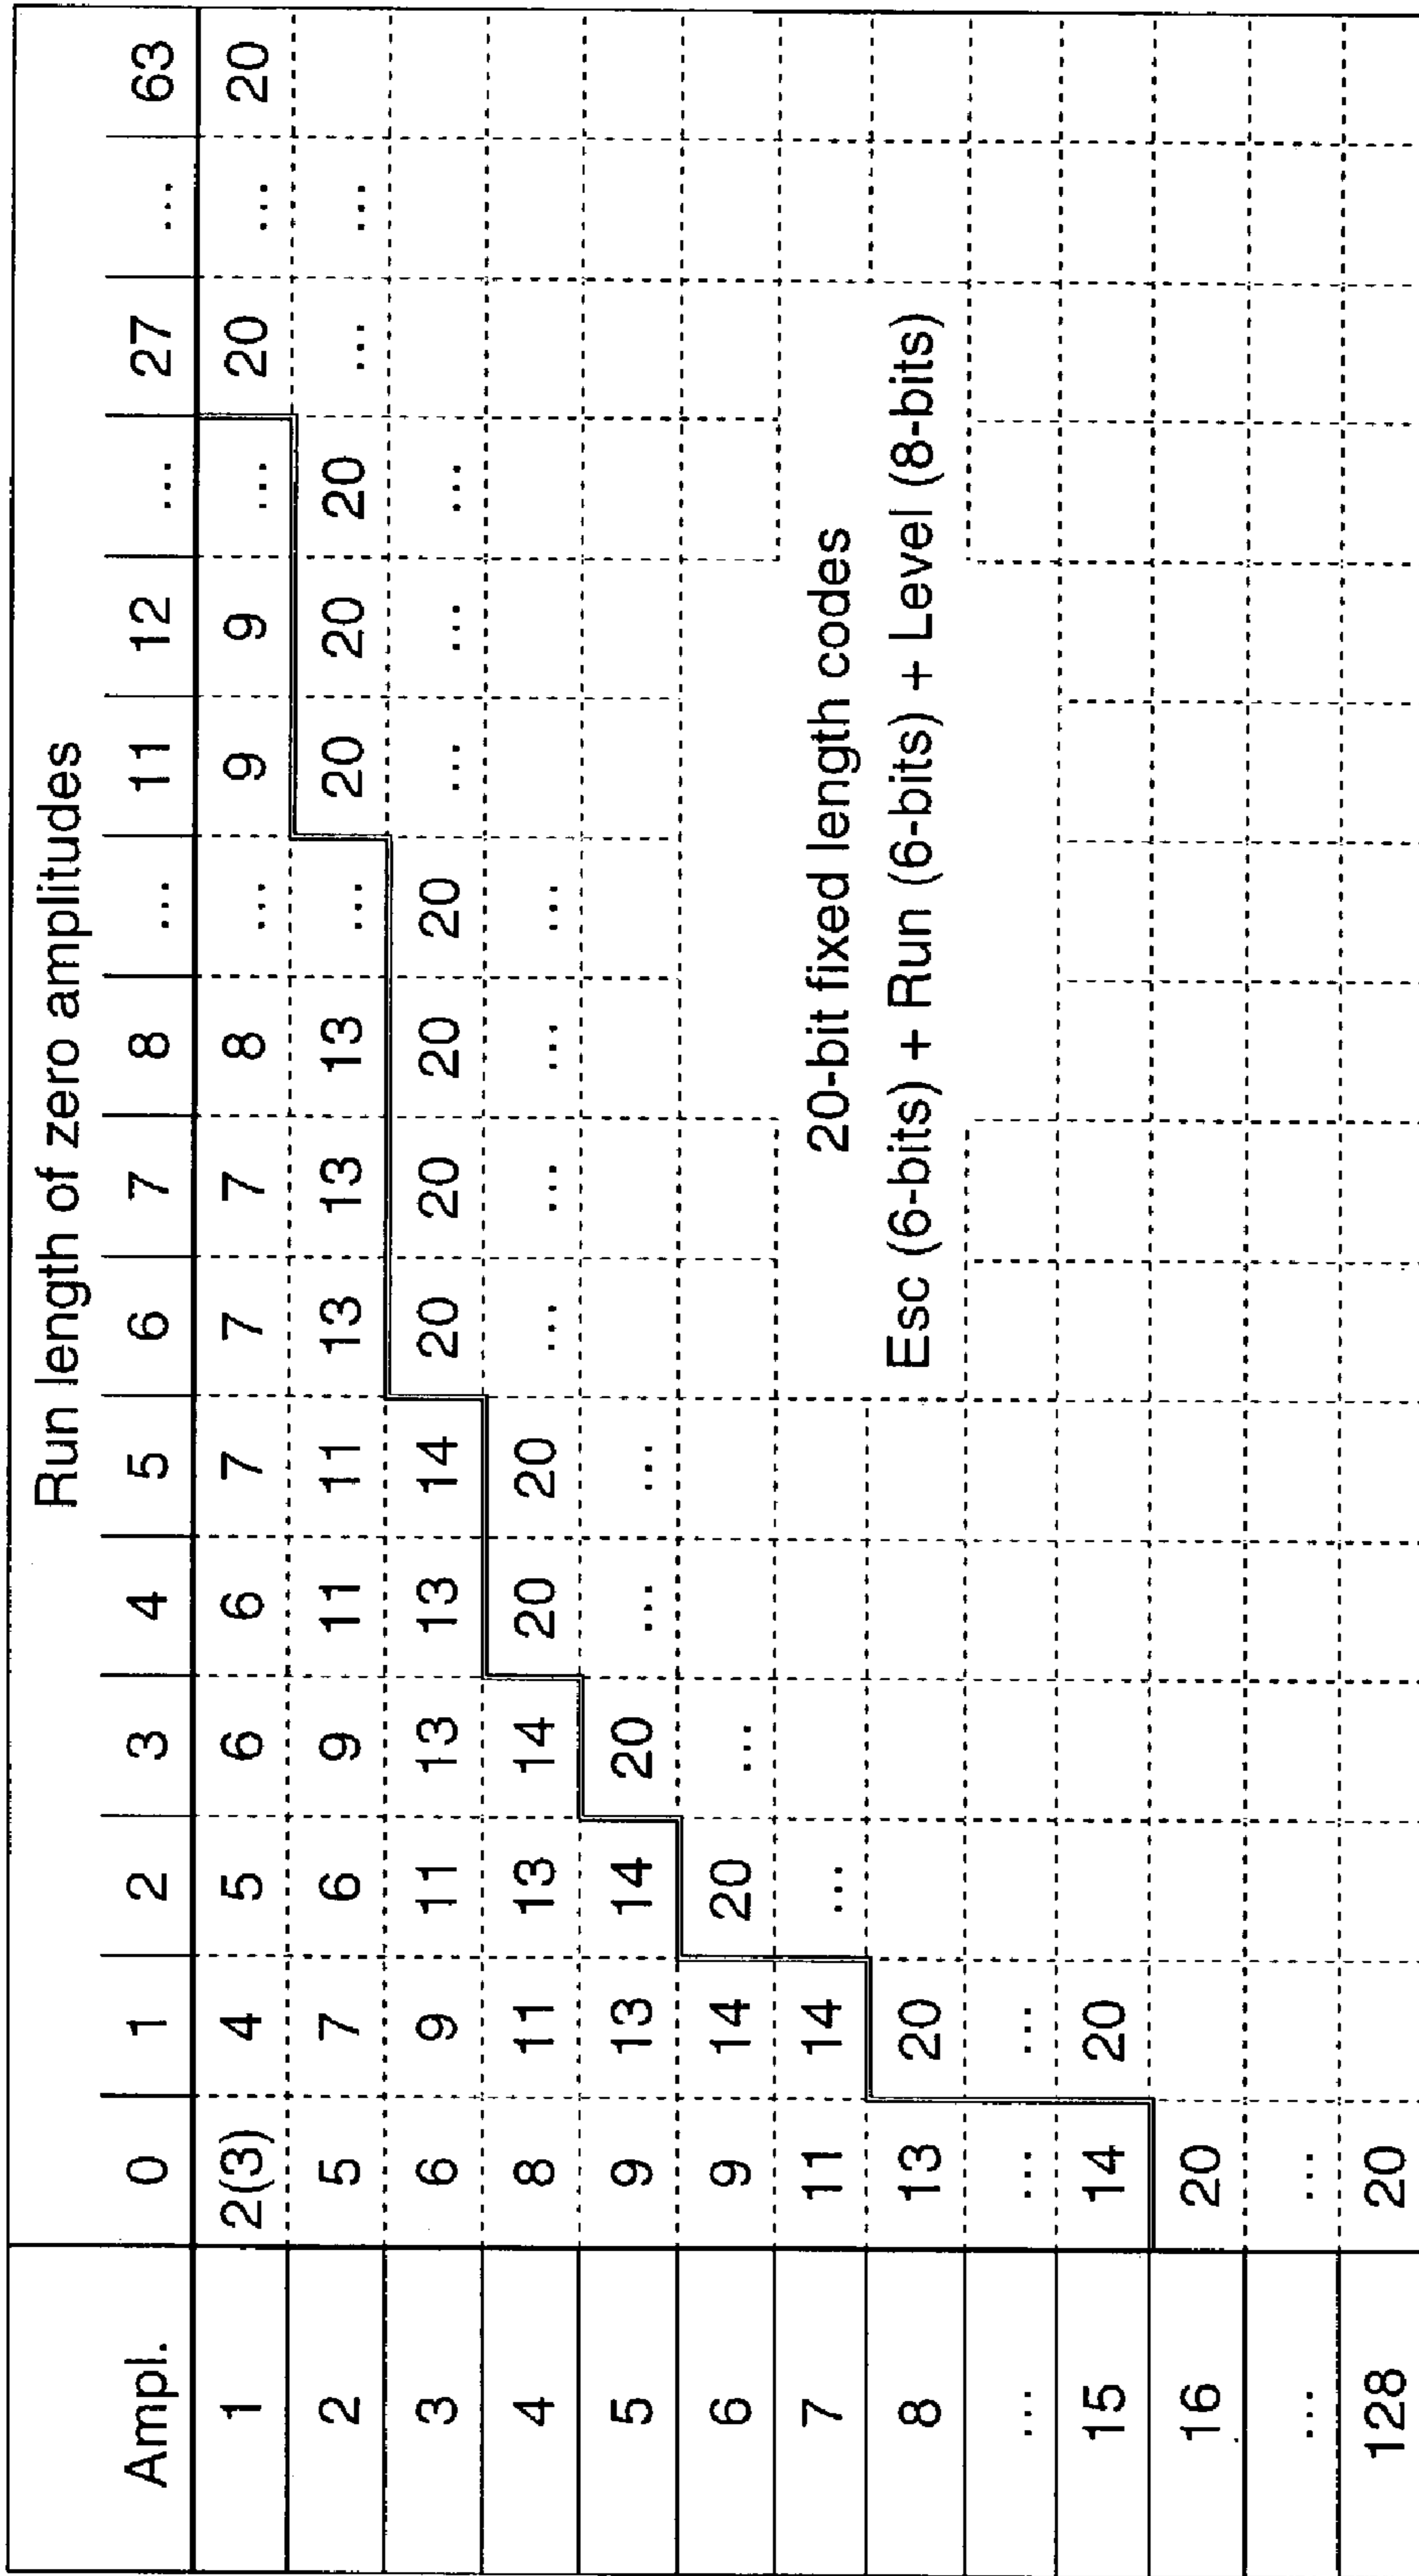 Run length of zero amplitudes
Ampl. 0 1 2 3 4 5 6 7 8 ... 11 12 ... 27 ... 63
1 2(3) 4 5 6 6 7 7 7 8 ... 9 9 ... 20 ... 20
2 5 7 6 9 11 11 13 13 13 ... 20 20 20 ... ...
3 6 9 11 13 13 14 20 20 20 20 ... ... ...
4 8 11 13 14 20 20 ... ... ... ...
5 9 13 14 20 ... ...
6 9 14 20 ...
7 11 14 ... 20-bit fixed length codes
8 13 20 Esc (6-bits) + Run (6-bits) + Level (8-bits)
... ... ...
15 14 20
16 20
... ...
128 20